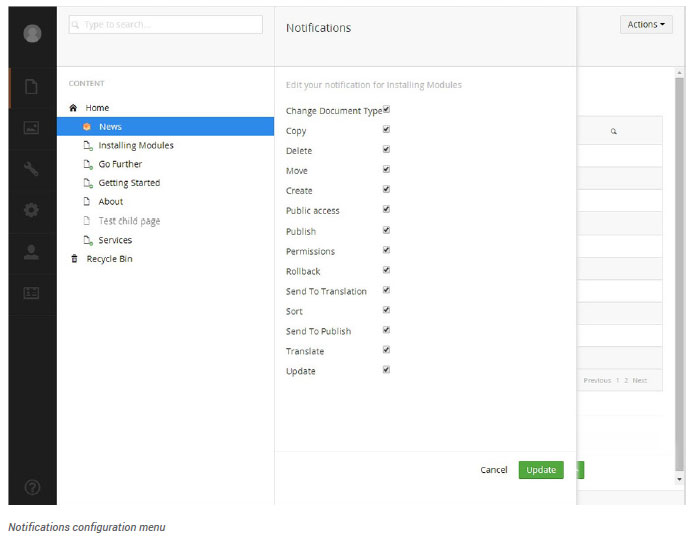 Type to search...
Notifications
Actions
CONTENT
Edit your notification for Installing Modules
Home
News
Installing Modules
Go Further
Getting Started
About
Test child page
Services
Recycle Bin
Change Document Type
Copy
Delete
Move
Create
Public access
Publish
Permissions
Rollback
Send To Translation
Sort
Send To Publish
Translate
Update
Previous 1 2 Next
Cancel Update
Notifications configuration menu